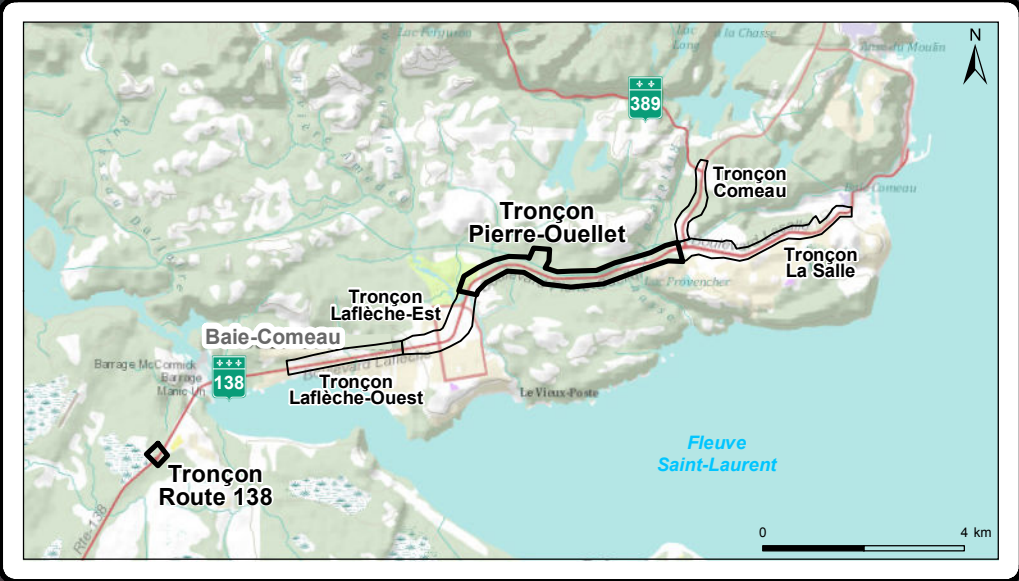 Lac Ferguson
Lac
Long
à la Chasse
Anse du Moulin
N
389
Tronçon
Comeau
Baie-Comeau
Tronçon
Pierre-Ouellet
Tronçon
La Salle
Lac Provencher
Tronçon
Laflèche-Est
Baie-Comeau
Boulevard Laflèche
Barrage McCormick
Barrage
Manic-Un
138
Tronçon
Laflèche-Ouest
Le Vieux-Poste
Fleuve
Saint-Laurent
Tronçon
Route 138
Rte-138
0 4 km